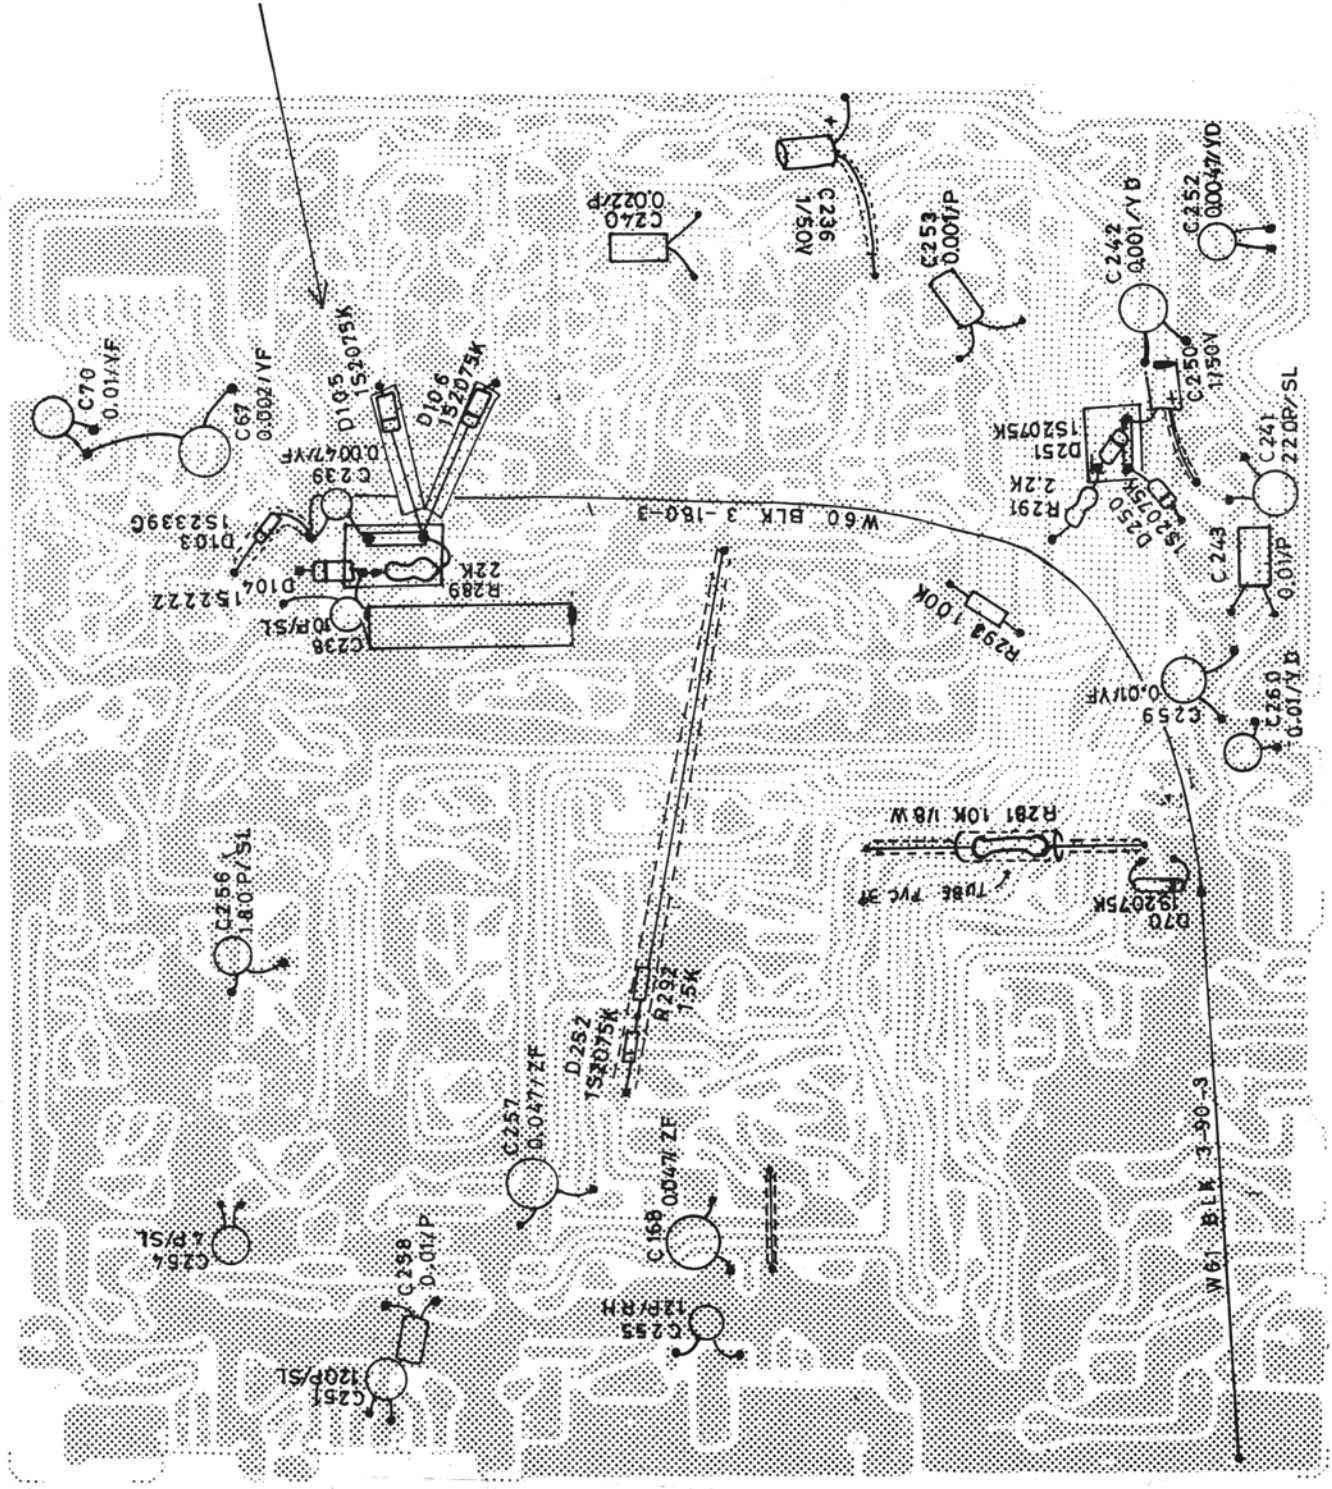 C236
1/50V
C240
0.022/P
C253
0.001/P
C252
0.0047/YD
C242
0.001/YD
C250
1/50V
C70
0.01/YF
C67
0.002/YF
D105
1S2075K
D106
1S2075K
C239
0.0047/YF
D103
1S2339G
D104
1S2222
C238
10P/SL
R289
22K
W60 BLK 3-180-3
D251
1S2075K
R291
2.2K
D250
1S2075K
C241
220P/SL
C243
0.01/P
100K
C259
0.01/YF
C260
0.01/YD
R281 10K 1/8W
TUBE PVC
D70
1S2075K
C256
180P/SL
D252
1S2075K
R292
1.5K
C257
0.047/ZF
C168
0.047/ZF
W61 BLK 3-90-3
4P/SL
C258
0.01/P
C251
120P/SL
C255
12P/RH